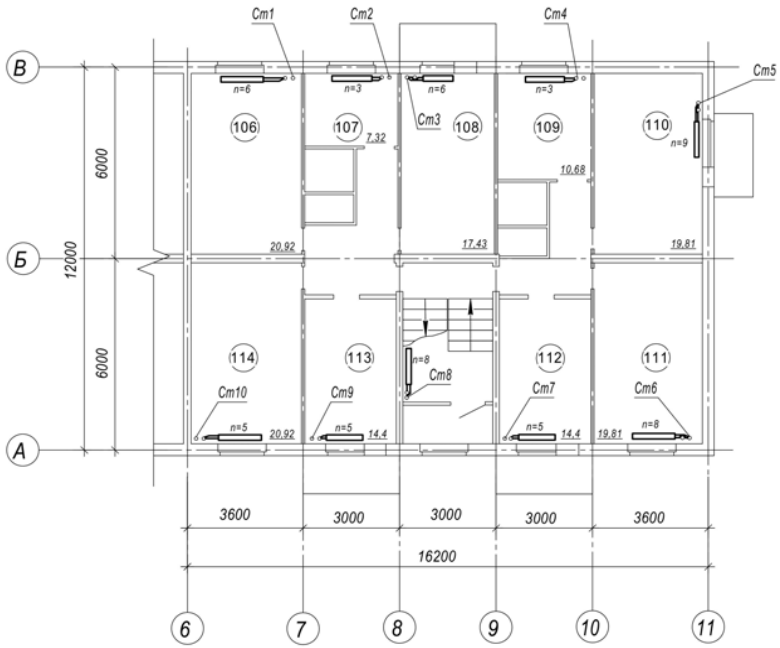 Ст1
Ст2
Ст4
В
n=6
n=3
n=6
n=3
Ст5
Ст3
106
107
108
109
110
7,32
n=9
10,68
6000
20,92
17,43
19,81
Б
12000
6000
114
113
n=8
112
111
Ст10
Ст9
Ст8
Ст7
Ст6
n=5
20,92
n=5
14,4
n=5
14,4
19,81
n=8
А
3600
3000
3000
3000
3600
16200
6
7
8
9
10
11